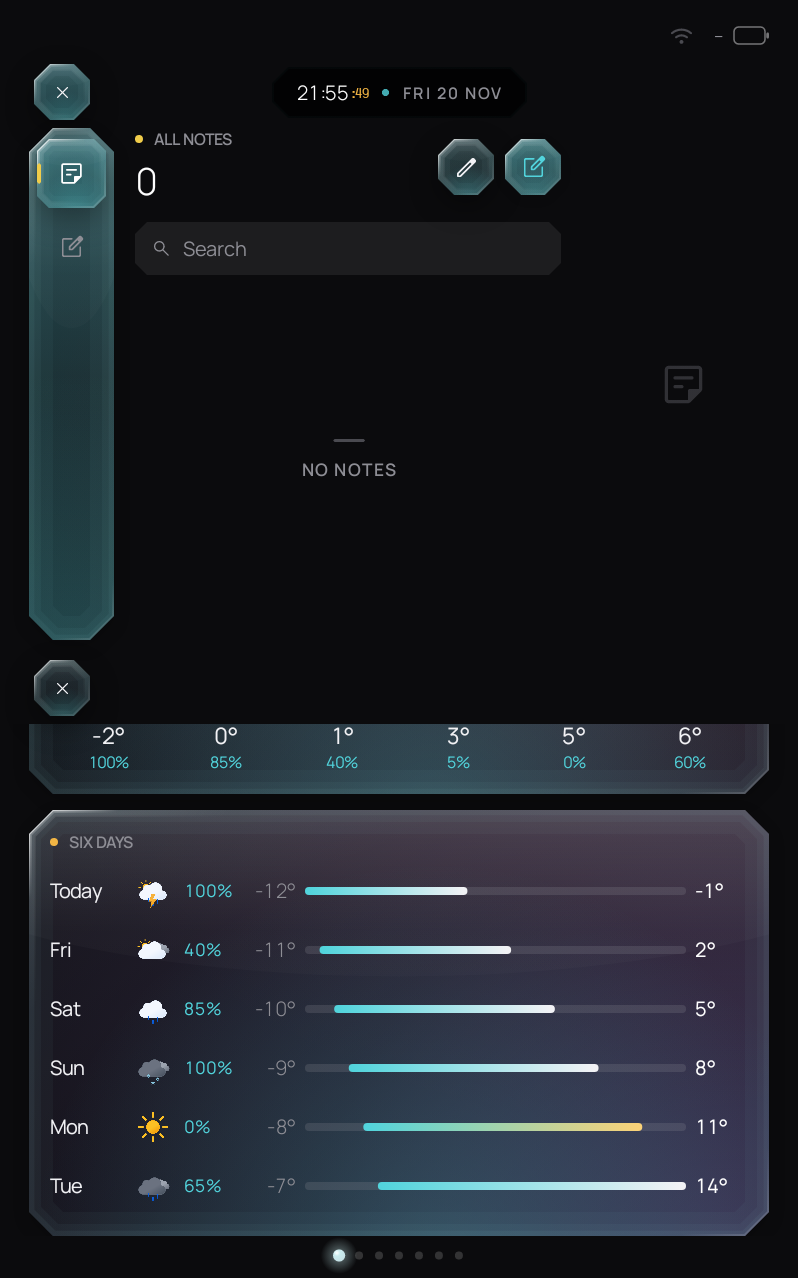 –
21:55:49 FRI 20 NOV
ALL NOTES
0
Search
NO NOTES
-2° 0° 1° 3° 5° 6°
100% 85% 40% 5% 0% 60%
SIX DAYS
Today 100% -12° -1°
Fri 40% -11° 2°
Sat 85% -10° 5°
Sun 100% -9° 8°
Mon 0% -8° 11°
Tue 65% -7° 14°